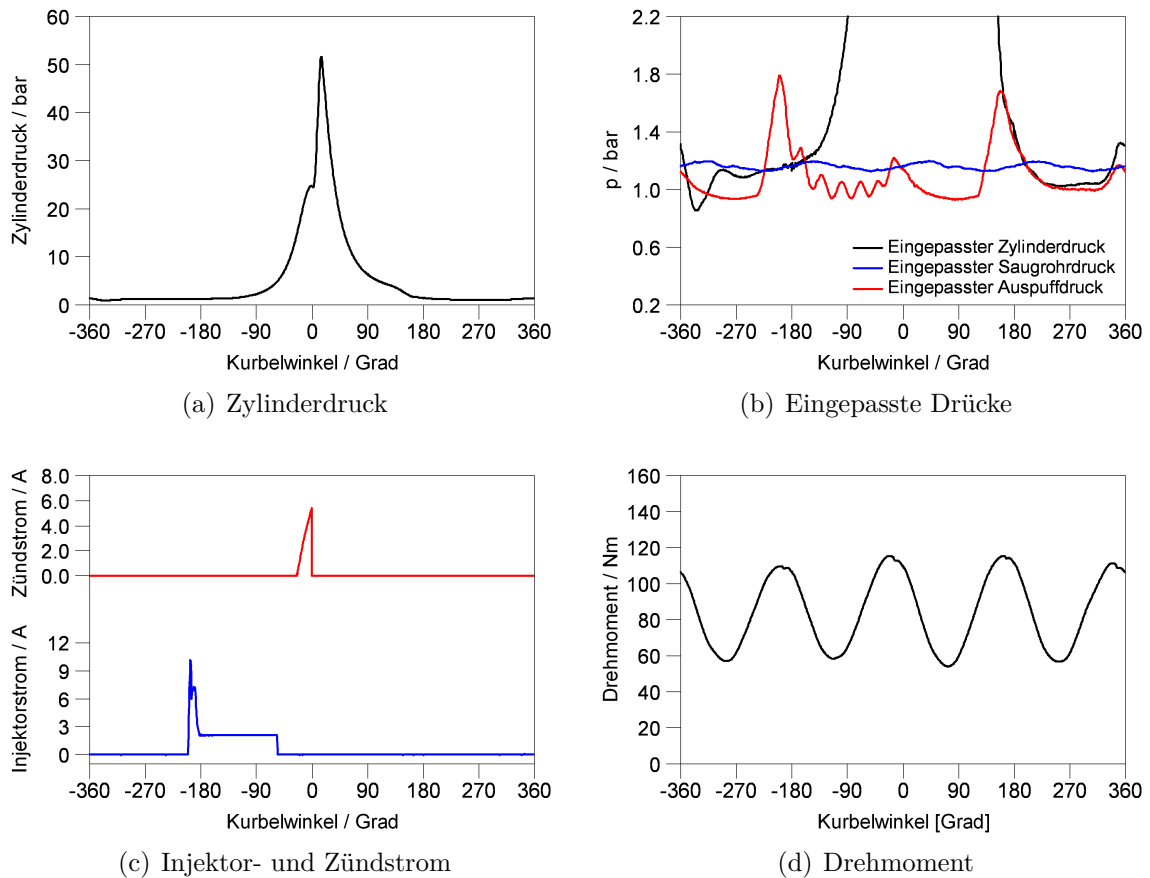 60
50
40
30
20
10
0
Zylinderdruck / bar
-360 -270 -180 -90 0 90 180 270 360
Kurbelwinkel / Grad
(a) Zylinderdruck
2.2
1.8
1.4
1.0
0.6
0.2
p / bar
Eingepasster Zylinderdruck
Eingepasster Saugrohrdruck
Eingepasster Auspuffdruck
-360 -270 -180 -90 0 90 180 270 360
Kurbelwinkel / Grad
(b) Eingepasste Drücke
8.0
6.0
4.0
2.0
0.0
Zündstrom / A
12
9
6
3
0
Injektorstrom / A
-360 -270 -180 -90 0 90 180 270 360
Kurbelwinkel / Grad
(c) Injektor- und Zündstrom
160
140
120
100
80
60
40
20
0
Drehmoment / Nm
-360 -270 -180 -90 0 90 180 270 360
Kurbelwinkel [Grad]
(d) Drehmoment